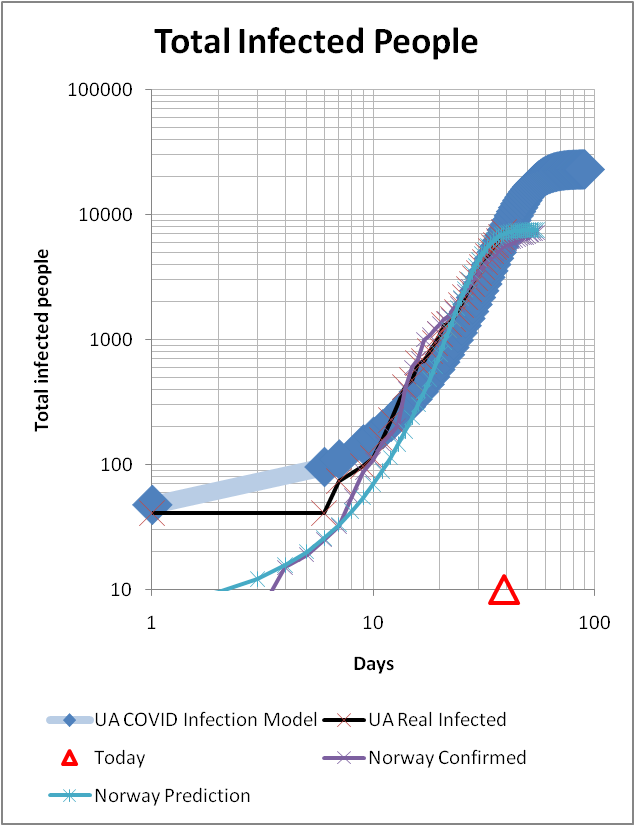 Total Infected People
100000
10000
1000
100
10
1
10
100
Total infected people
Days
UA COVID Infection Model
UA Real Infected
Today
Norway Confirmed
Norway Prediction